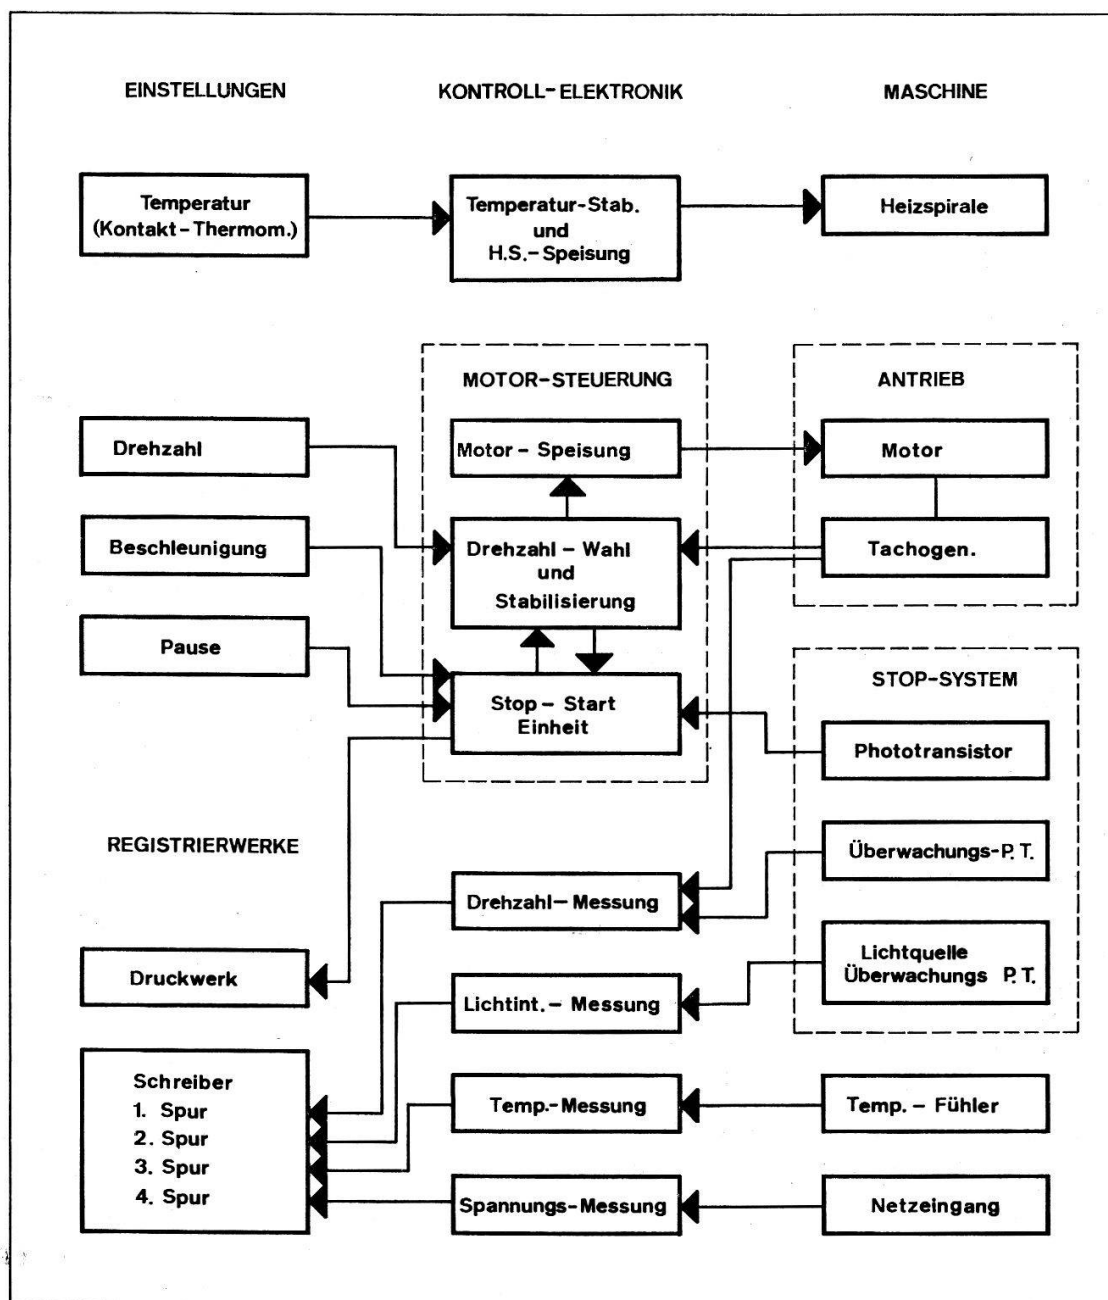 EINSTELLUNGEN
KONTROLL-ELEKTRONIK
MASCHINE
Temperatur
(Kontakt-Thermom.)
Temperatur-Stab.
und
H.S.-Speisung
Heizspirale
MOTOR-STEUERUNG
ANTRIEB
Drehzahl
Motor - Speisung
Motor
Beschleunigung
Drehzahl - Wahl
und
Stabilisierung
Tachogen.
Pause
Stop - Start
Einheit
STOP-SYSTEM
Phototransistor
REGISTRIERWERKE
Überwachungs-P.T.
Drehzahl-Messung
Lichtquelle
Überwachungs P.T.
Druckwerk
Lichtint.- Messung
Schreiber
1. Spur
2. Spur
3. Spur
4. Spur
Temp.-Messung
Temp.- Fühler
Spannungs-Messung
Netzeingang